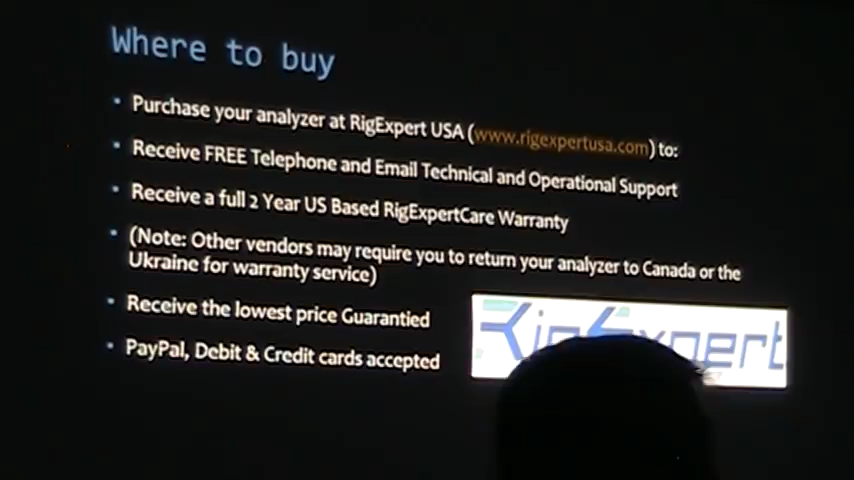 Where to buy
• Purchase your analyzer at RigExpert USA (www.rigexpertusa.com) to:
• Receive FREE Telephone and Email Technical and Operational Support
• Receive a full 2 Year US Based RigExpertCare Warranty
• (Note: Other vendors may require you to return your analyzer to Canada or the
Ukraine for warranty service)
• Receive the lowest price Guarantied
• PayPal, Debit & Credit cards accepted
RigExpert